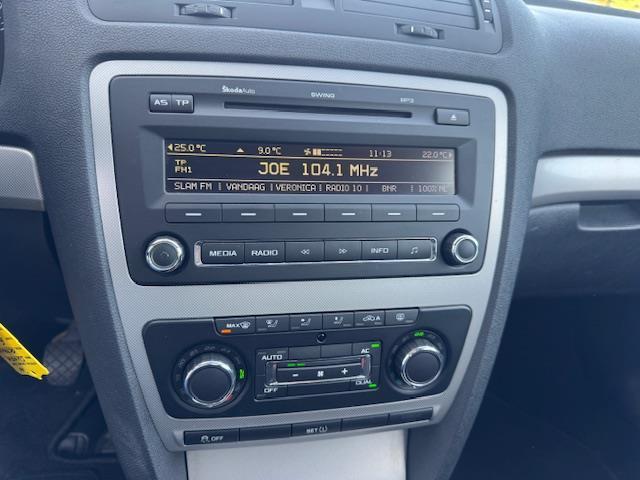 ŠkodaAuto SWING MP3
AS TP
25.0°C 9.0°C 11:13 22.0°C
TP
FM1
JOE 104.1 MHz
SLAM FM VANDAAG VERONICA RADIO 10 BNR 100% NL
MEDIA RADIO INFO
MAX A
AUTO AC
OFF DUAL
OFF SET